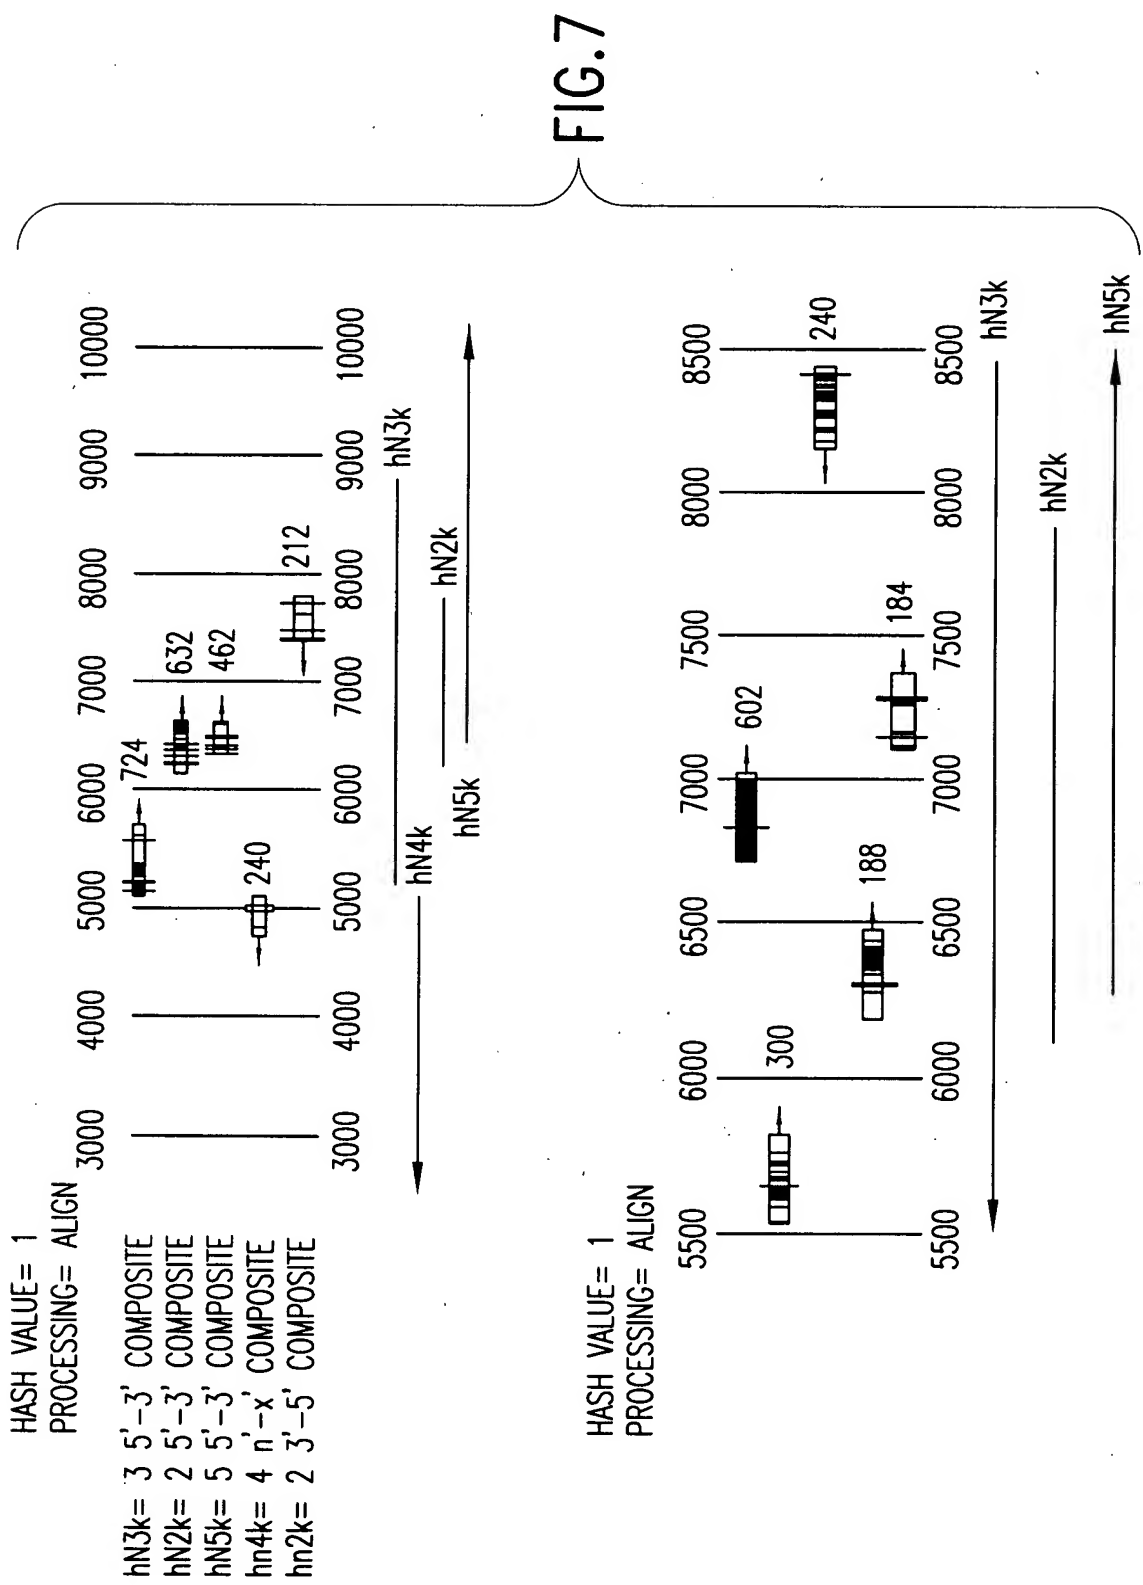 HASH VALUE= 1
PROCESSING= ALIGN
3000 4000 5000 6000 7000 8000 9000 10000
hN3k= 3 5'-3' COMPOSITE
724
hN2k= 2 5'-3' COMPOSITE
632
hN5k= 5 5'-3' COMPOSITE
462
hn4k= 4 n'-x' COMPOSITE
240
hn2k= 2 3'-5' COMPOSITE
212
3000 4000 5000 6000 7000 8000 9000 10000
hN3k
hN4k
hN2k
hN5k
HASH VALUE= 1
PROCESSING= ALIGN
5500 6000 6500 7000 7500 8000 8500
602
300
240
188
184
5500 6000 6500 7000 7500 8000 8500
hN3k
hN2k
hN5k
FIG.7